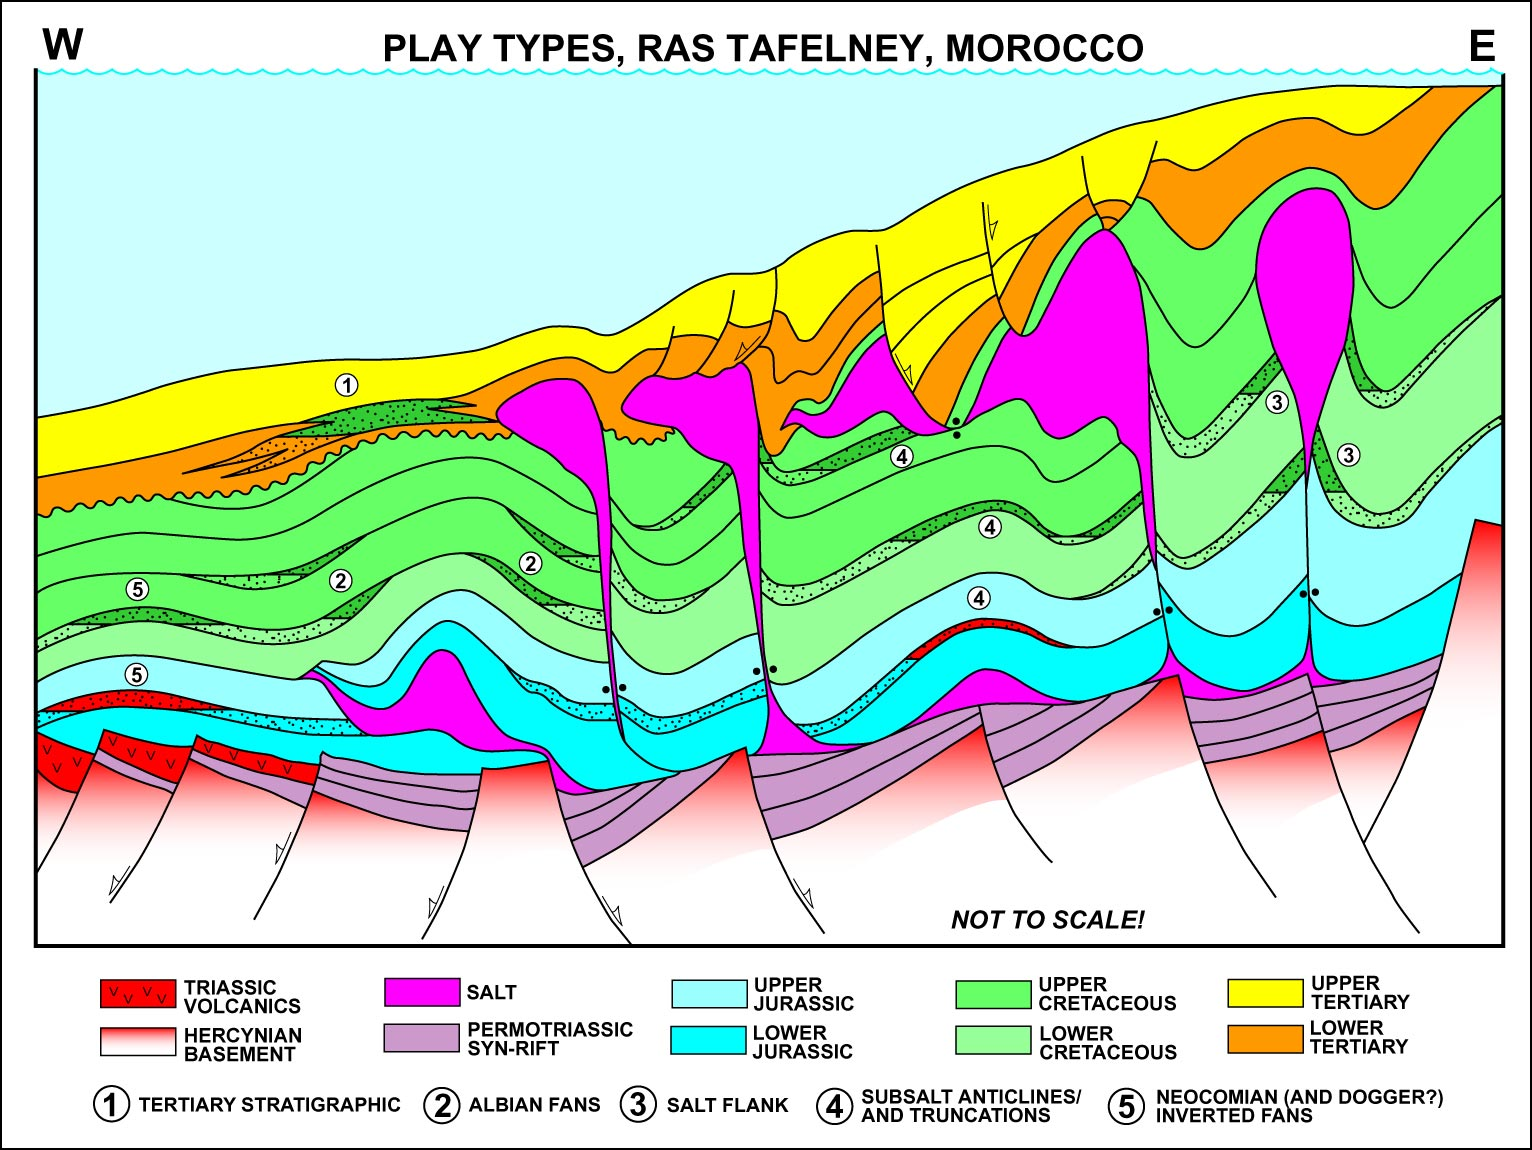 W
PLAY TYPES, RAS TAFELNEY, MOROCCO
E
1
4
3
3
4
2
2
5
4
5
NOT TO SCALE!
TRIASSIC
VOLCANICS
SALT
UPPER
JURASSIC
UPPER
CRETACEOUS
UPPER
TERTIARY
HERCYNIAN
BASEMENT
PERMOTRIASSIC
SYN-RIFT
LOWER
JURASSIC
LOWER
CRETACEOUS
LOWER
TERTIARY
1 TERTIARY STRATIGRAPHIC
2 ALBIAN FANS
3 SALT FLANK
4 SUBSALT ANTICLINES/
AND TRUNCATIONS
5 NEOCOMIAN (AND DOGGER?)
INVERTED FANS